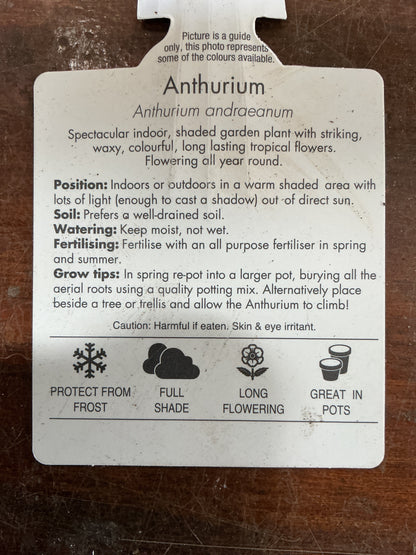 Picture is a guide
only, this photo represents
some of the colours available.
Anthurium
Anthurium andraeanum
Spectacular indoor, shaded garden plant with striking,
waxy, colourful, long lasting tropical flowers.
Flowering all year round.
Position: Indoors or outdoors in a warm shaded area with
lots of light (enough to cast a shadow) out of direct sun.
Soil: Prefers a well-drained soil.
Watering: Keep moist, not wet.
Fertilising: Fertilise with an all purpose fertiliser in spring
and summer.
Grow tips: In spring re-pot into a larger pot, burying all the
aerial roots using a quality potting mix. Alternatively place
beside a tree or trellis and allow the Anthurium to climb!
Caution: Harmful if eaten. Skin & eye irritant.
PROTECT FROM
FROST
FULL
SHADE
LONG
FLOWERING
GREAT IN
POTS